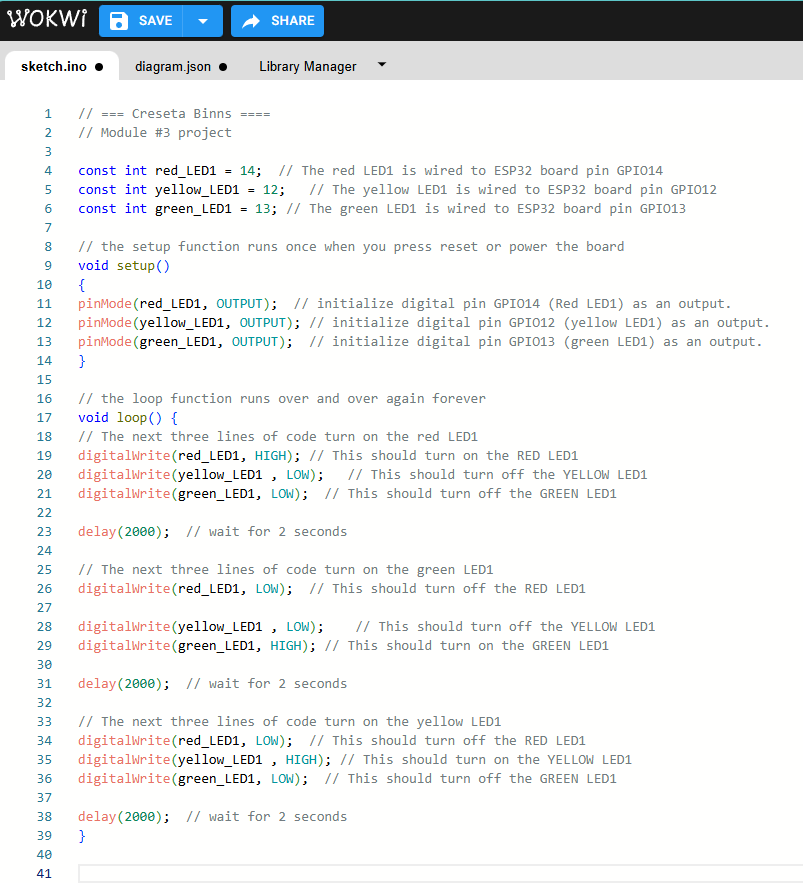 WOKWI SAVE SHARE
sketch.ino ● diagram.json ● Library Manager
1 // === Creseta Binns ====
2 // Module #3 project
3
4 const int red_LED1 = 14;  // The red LED1 is wired to ESP32 board pin GPIO14
5 const int yellow_LED1 = 12;   // The yellow LED1 is wired to ESP32 board pin GPIO12
6 const int green_LED1 = 13; // The green LED1 is wired to ESP32 board pin GPIO13
7
8 // the setup function runs once when you press reset or power the board
9 void setup()
10 {
11 pinMode(red_LED1, OUTPUT);  // initialize digital pin GPIO14 (Red LED1) as an output.
12 pinMode(yellow_LED1, OUTPUT); // initialize digital pin GPIO12 (yellow LED1) as an output.
13 pinMode(green_LED1, OUTPUT);  // initialize digital pin GPIO13 (green LED1) as an output.
14 }
15
16 // the loop function runs over and over again forever
17 void loop() {
18 // The next three lines of code turn on the red LED1
19 digitalWrite(red_LED1, HIGH); // This should turn on the RED LED1
20 digitalWrite(yellow_LED1 , LOW);   // This should turn off the YELLOW LED1
21 digitalWrite(green_LED1, LOW);  // This should turn off the GREEN LED1
22
23 delay(2000);  // wait for 2 seconds
24
25 // The next three lines of code turn on the green LED1
26 digitalWrite(red_LED1, LOW);  // This should turn off the RED LED1
27
28 digitalWrite(yellow_LED1 , LOW);    // This should turn off the YELLOW LED1
29 digitalWrite(green_LED1, HIGH); // This should turn on the GREEN LED1
30
31 delay(2000);  // wait for 2 seconds
32
33 // The next three lines of code turn on the yellow LED1
34 digitalWrite(red_LED1, LOW);  // This should turn off the RED LED1
35 digitalWrite(yellow_LED1 , HIGH); // This should turn on the YELLOW LED1
36 digitalWrite(green_LED1, LOW);  // This should turn off the GREEN LED1
37
38 delay(2000);  // wait for 2 seconds
39 }
40
41